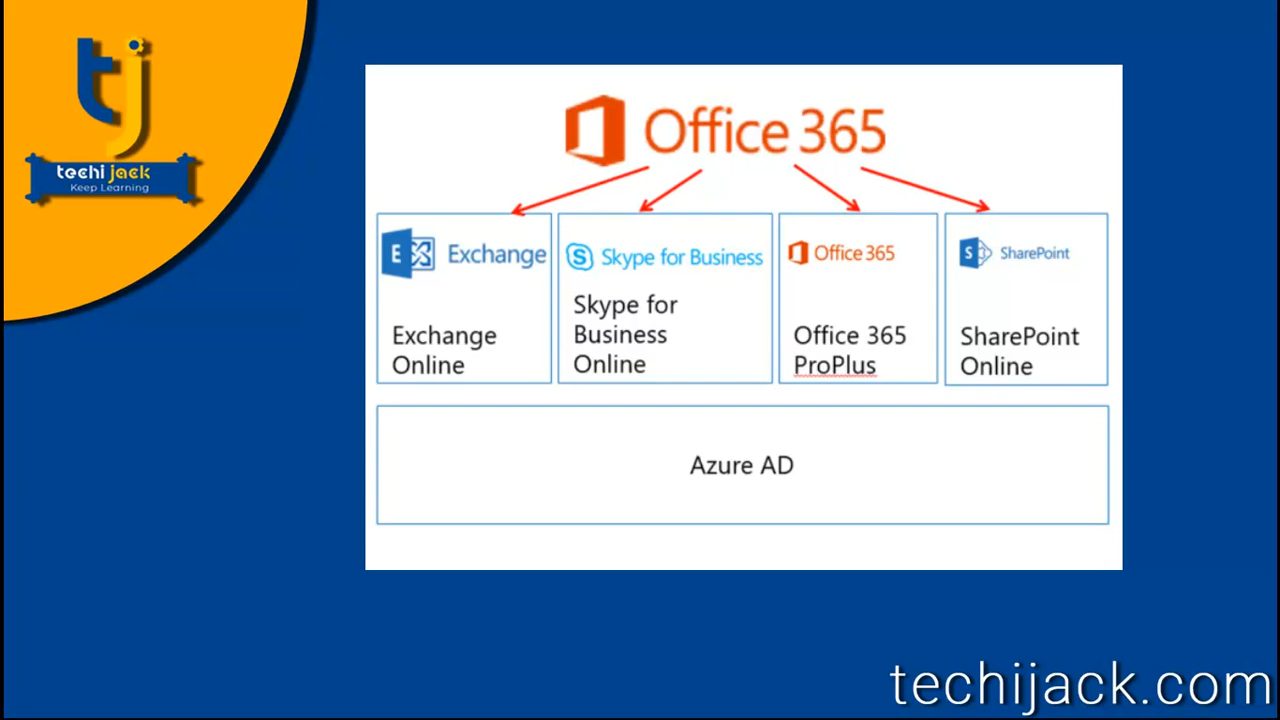 tj
techi jack
Keep Learning
Office 365
Exchange
Exchange
Online
Skype for Business
Skype for
Business
Online
Office 365
Office 365
ProPlus
SharePoint
SharePoint
Online
Azure AD
techijack.com